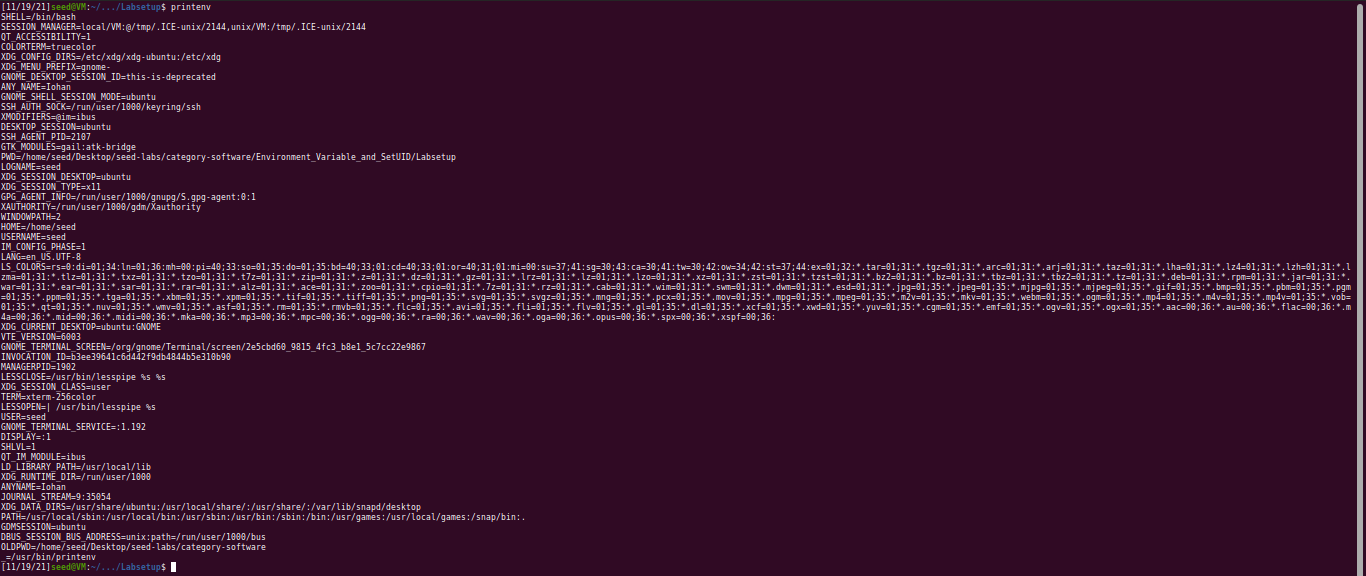 [11/19/21]seed@VM:~/.../Labsetup$ printenv
SHELL=/bin/bash
SESSION_MANAGER=local/VM:@/tmp/.ICE-unix/2144,unix/VM:/tmp/.ICE-unix/2144
QT_ACCESSIBILITY=1
COLORTERM=truecolor
XDG_CONFIG_DIRS=/etc/xdg/xdg-ubuntu:/etc/xdg
XDG_MENU_PREFIX=gnome-
GNOME_DESKTOP_SESSION_ID=this-is-deprecated
ANY_NAME=Iohan
GNOME_SHELL_SESSION_MODE=ubuntu
SSH_AUTH_SOCK=/run/user/1000/keyring/ssh
XMODIFIERS=@im=ibus
DESKTOP_SESSION=ubuntu
SSH_AGENT_PID=2107
GTK_MODULES=gail:atk-bridge
PWD=/home/seed/Desktop/seed-labs/category-software/Environment_Variable_and_SetUID/Labsetup
LOGNAME=seed
XDG_SESSION_DESKTOP=ubuntu
XDG_SESSION_TYPE=x11
GPG_AGENT_INFO=/run/user/1000/gnupg/S.gpg-agent:0:1
XAUTHORITY=/run/user/1000/gdm/Xauthority
WINDOWPATH=2
HOME=/home/seed
USERNAME=seed
IM_CONFIG_PHASE=1
LANG=en_US.UTF-8
LS_COLORS=rs=0:di=01;34:ln=01;36:mh=00:pi=40;33:so=01;35:do=01;35:bd=40;33;01:cd=40;33;01:or=40;31;01:mi=00:su=37;41:sg=30;43:ca=30;41:tw=30;42:ow=34;42:st=37;44:ex=01;32:*.tar=01;31:*.tgz=01;31:*.arc=01;31:*.arj=01;31:*.taz=01;31:*.lha=01;31:*.lz4=01;31:*.lzh=01;31:*.l
zma=01;31:*.tlz=01;31:*.txz=01;31:*.tzo=01;31:*.t7z=01;31:*.zip=01;31:*.z=01;31:*.dz=01;31:*.gz=01;31:*.lrz=01;31:*.lz=01;31:*.lzo=01;31:*.xz=01;31:*.zst=01;31:*.tzst=01;31:*.bz2=01;31:*.bz=01;31:*.tbz=01;31:*.tbz2=01;31:*.tz=01;31:*.deb=01;31:*.rpm=01;31:*.jar=01;31:*.
war=01;31:*.ear=01;31:*.sar=01;31:*.rar=01;31:*.alz=01;31:*.ace=01;31:*.zoo=01;31:*.cpio=01;31:*.7z=01;31:*.rz=01;31:*.cab=01;31:*.wim=01;31:*.swm=01;31:*.dwm=01;31:*.esd=01;31:*.jpg=01;35:*.jpeg=01;35:*.mjpg=01;35:*.mjpeg=01;35:*.gif=01;35:*.bmp=01;35:*.pbm=01;35:*.pgm
=01;35:*.ppm=01;35:*.tga=01;35:*.xbm=01;35:*.xpm=01;35:*.tif=01;35:*.tiff=01;35:*.png=01;35:*.svg=01;35:*.svgz=01;35:*.mng=01;35:*.pcx=01;35:*.mov=01;35:*.mpg=01;35:*.mpeg=01;35:*.m2v=01;35:*.mkv=01;35:*.webm=01;35:*.ogm=01;35:*.mp4=01;35:*.m4v=01;35:*.mp4v=01;35:*.vob=
01;35:*.qt=01;35:*.nuv=01;35:*.wmv=01;35:*.asf=01;35:*.rm=01;35:*.rmvb=01;35:*.flc=01;35:*.avi=01;35:*.fli=01;35:*.flv=01;35:*.gl=01;35:*.dl=01;35:*.xcf=01;35:*.xwd=01;35:*.yuv=01;35:*.cgm=01;35:*.emf=01;35:*.ogv=01;35:*.ogx=01;35:*.aac=00;36:*.au=00;36:*.flac=00;36:*.m
4a=00;36:*.mid=00;36:*.midi=00;36:*.mka=00;36:*.mp3=00;36:*.mpc=00;36:*.ogg=00;36:*.ra=00;36:*.wav=00;36:*.oga=00;36:*.opus=00;36:*.spx=00;36:*.xspf=00;36:
XDG_CURRENT_DESKTOP=ubuntu:GNOME
VTE_VERSION=6003
GNOME_TERMINAL_SCREEN=/org/gnome/Terminal/screen/2e5cbd60_9815_4fc3_b8e1_5c7cc22e9867
INVOCATION_ID=b3ee39641c6d442f9db4844b5e310b90
MANAGERPID=1902
LESSCLOSE=/usr/bin/lesspipe %s %s
XDG_SESSION_CLASS=user
TERM=xterm-256color
LESSOPEN=| /usr/bin/lesspipe %s
USER=seed
GNOME_TERMINAL_SERVICE=:1.192
DISPLAY=:1
SHLVL=1
QT_IM_MODULE=ibus
LD_LIBRARY_PATH=/usr/local/lib
XDG_RUNTIME_DIR=/run/user/1000
ANYNAME=Iohan
JOURNAL_STREAM=9:35054
XDG_DATA_DIRS=/usr/share/ubuntu:/usr/local/share/:/usr/share/:/var/lib/snapd/desktop
PATH=/usr/local/sbin:/usr/local/bin:/usr/sbin:/usr/bin:/sbin:/bin:/usr/games:/usr/local/games:/snap/bin:.
GDMSESSION=ubuntu
DBUS_SESSION_BUS_ADDRESS=unix:path=/run/user/1000/bus
OLDPWD=/home/seed/Desktop/seed-labs/category-software
_=/usr/bin/printenv
[11/19/21]seed@VM:~/.../Labsetup$